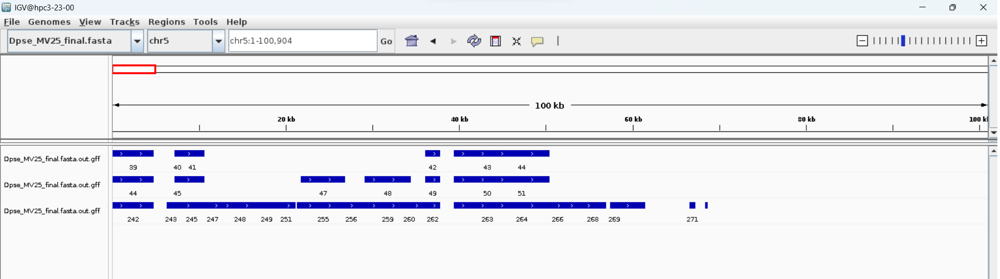 IGV@hpc3-23-00
File Genomes View Tracks Regions Tools Help
Dpse_MV25_final.fasta chr5 chr5:1-100,904 Go
100 kb
20 kb 40 kb 60 kb 80 kb 100 k
Dpse_MV25_final.fasta.out.gff
39 40 41 42 43 44
Dpse_MV25_final.fasta.out.gff
44 45 47 48 49 50 51
Dpse_MV25_final.fasta.out.gff
242 243 245 247 248 249 251 255 256 259 260 262 263 264 266 268 269 271